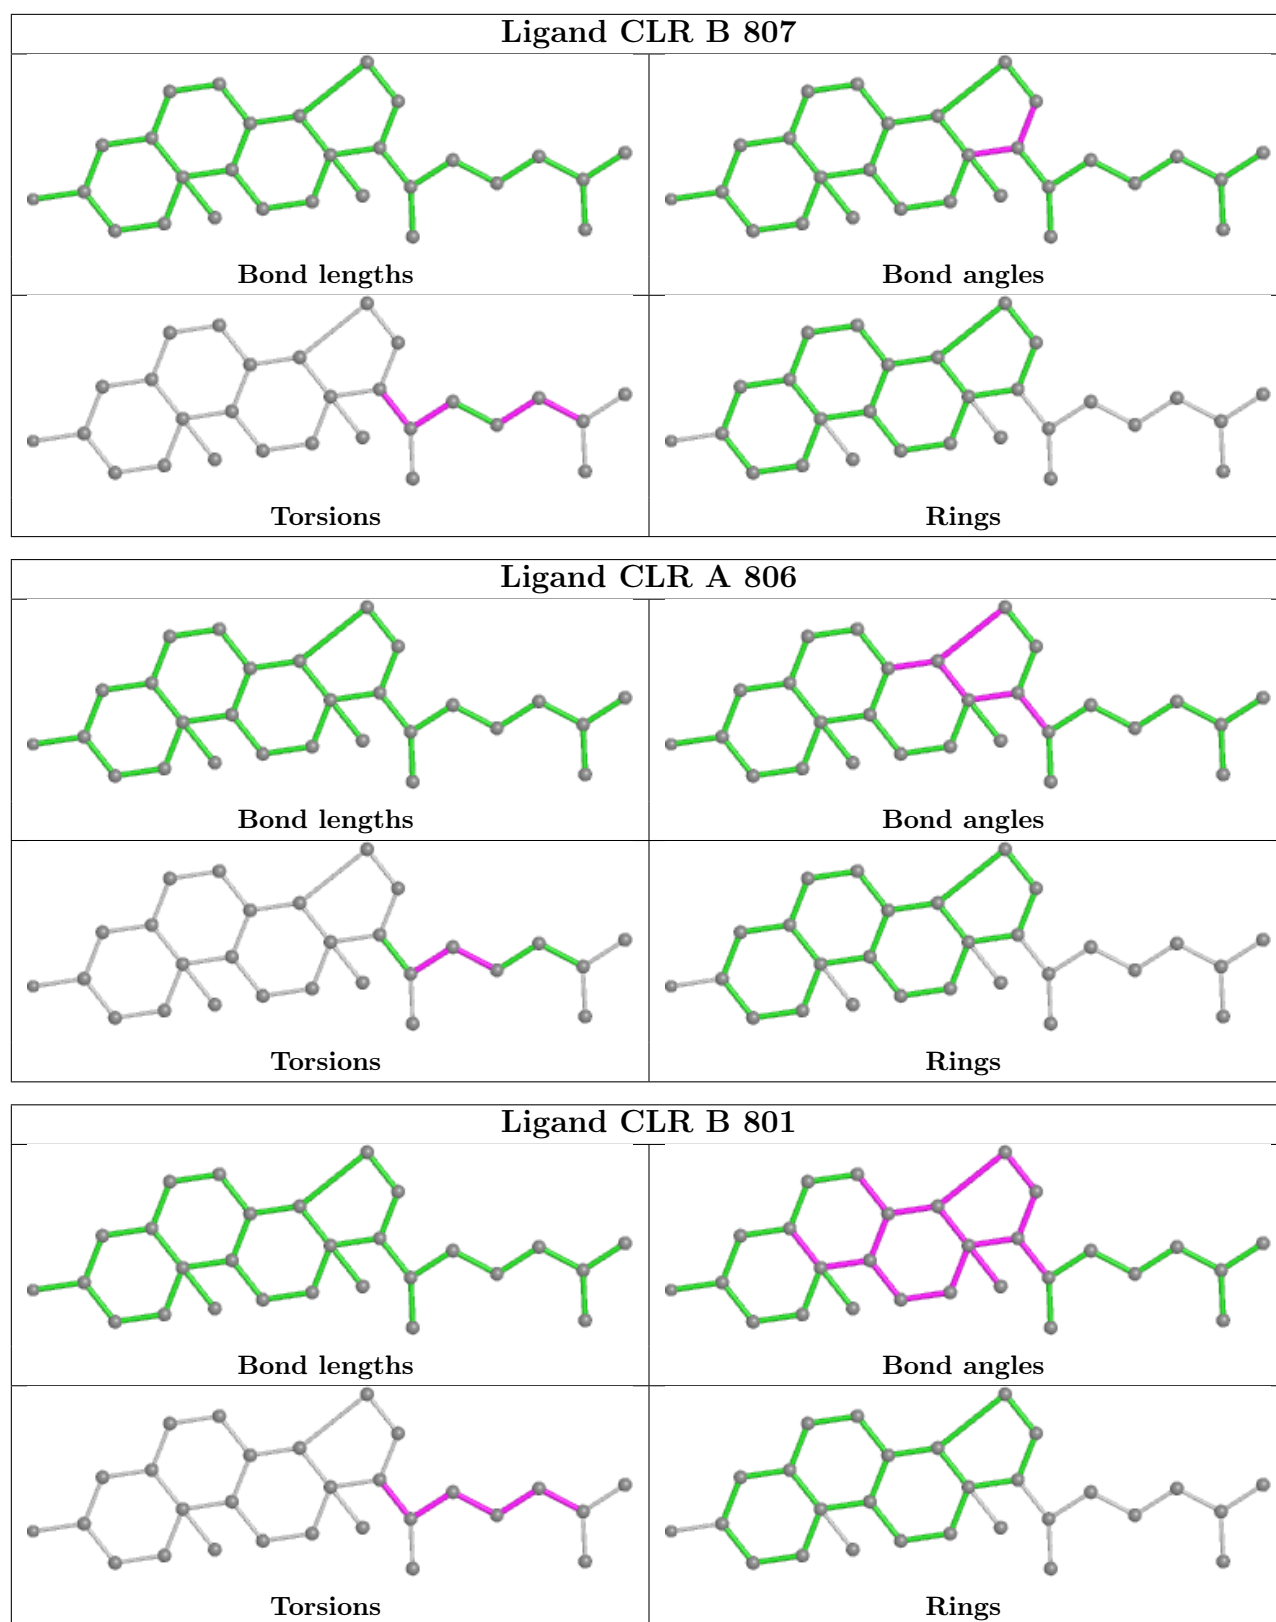 Ligand CLR B 807
Bond lengths
Bond angles
Torsions
Rings
Ligand CLR A 806
Bond lengths
Bond angles
Torsions
Rings
Ligand CLR B 801
Bond lengths
Bond angles
Torsions
Rings